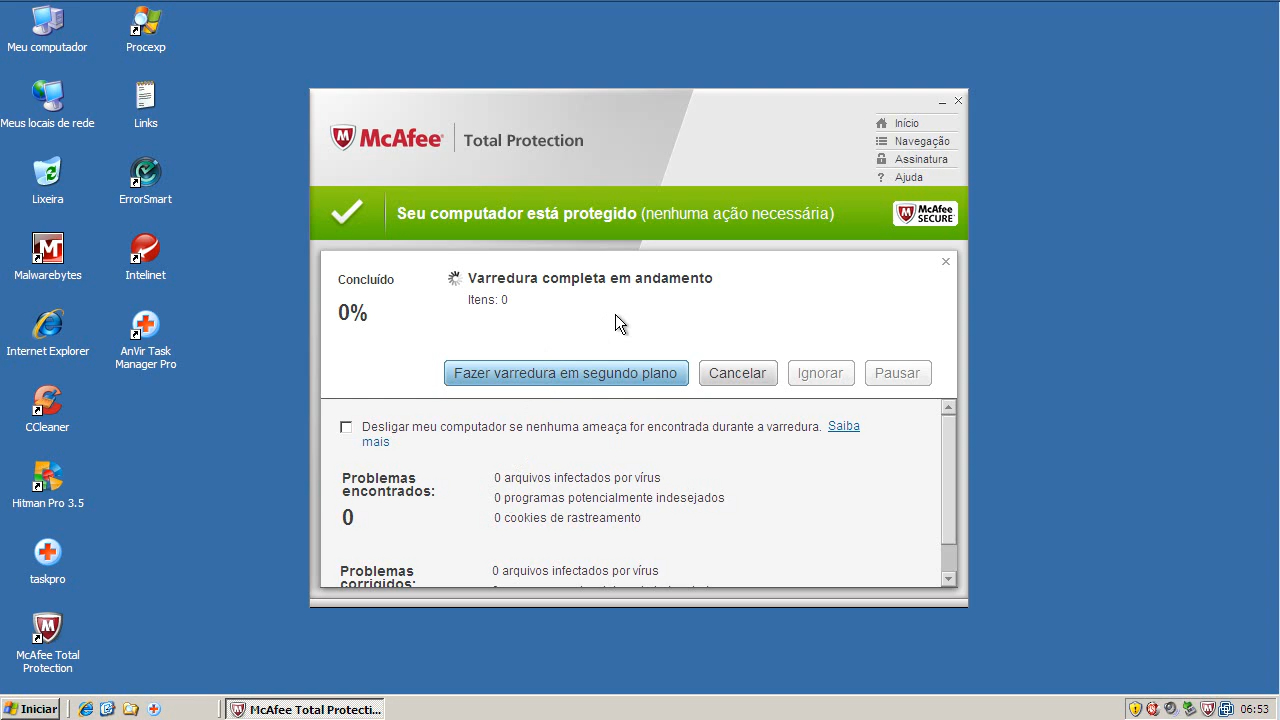 Meu computador
Procexp
Meus locais de rede
Links
Lixeira
ErrorSmart
Malwarebytes
Intelinet
Internet Explorer
AnVir Task
Manager Pro
CCleaner
Hitman Pro 3.5
taskpro
McAfee Total
Protection
McAfee
Total Protection
Início
Navegação
Assinatura
? Ajuda
Seu computador está protegido (nenhuma ação necessária)
McAfee
SECURE
Concluído
0%
Varredura completa em andamento
Itens: 0
Fazer varredura em segundo plano
Cancelar
Ignorar
Pausar
Desligar meu computador se nenhuma ameaça for encontrada durante a varredura. Saiba
mais
Problemas
encontrados:
0
0 arquivos infectados por vírus
0 programas potencialmente indesejados
0 cookies de rastreamento
Problemas
corrigidos:
0 arquivos infectados por vírus
Iniciar
McAfee Total Protecti...
06:53